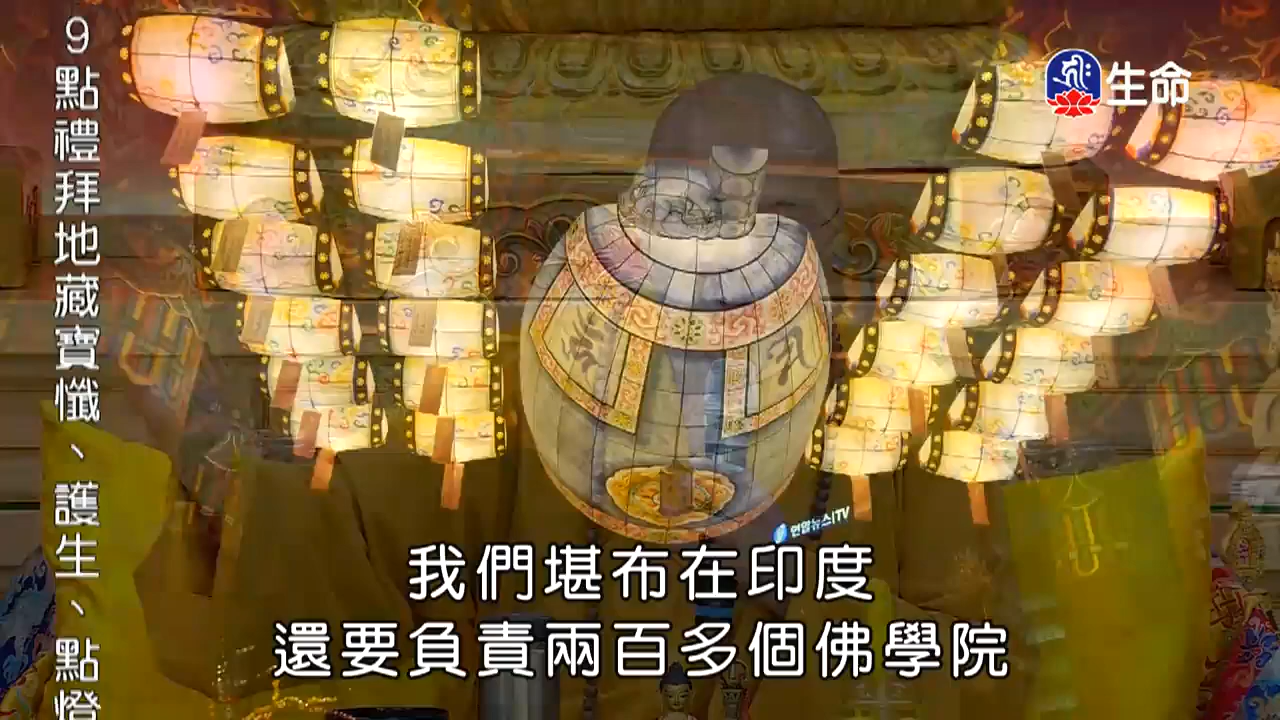 9點禮拜地藏寶懺、護生、點燈
生命
연합뉴스TV
我們堪布在印度
還要負責兩百多個佛學院